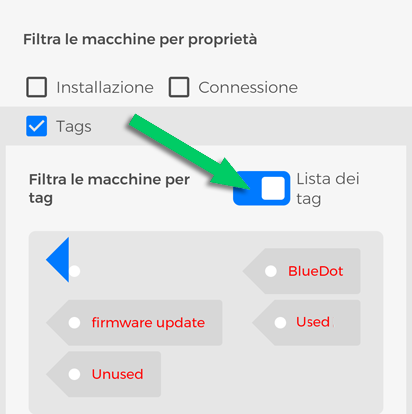 Filtra le macchine per proprietà
Installazione Connessione
Tags
Filtra le macchine per
tag
Lista dei
tag
BlueDot
firmware update Used
Unused